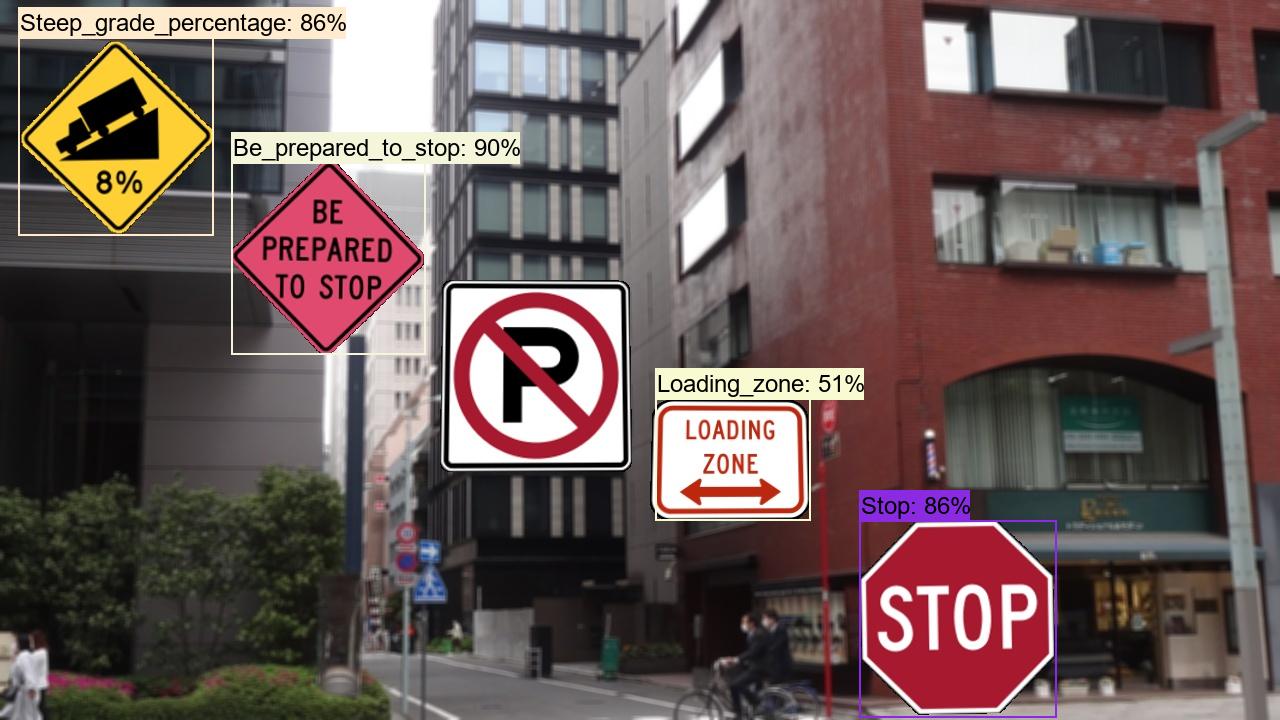 Steep_grade_percentage: 86%
8%
Be_prepared_to_stop: 90%
BE
PREPARED
TO STOP
P
Loading_zone: 51%
LOADING
ZONE
Stop: 86%
STOP